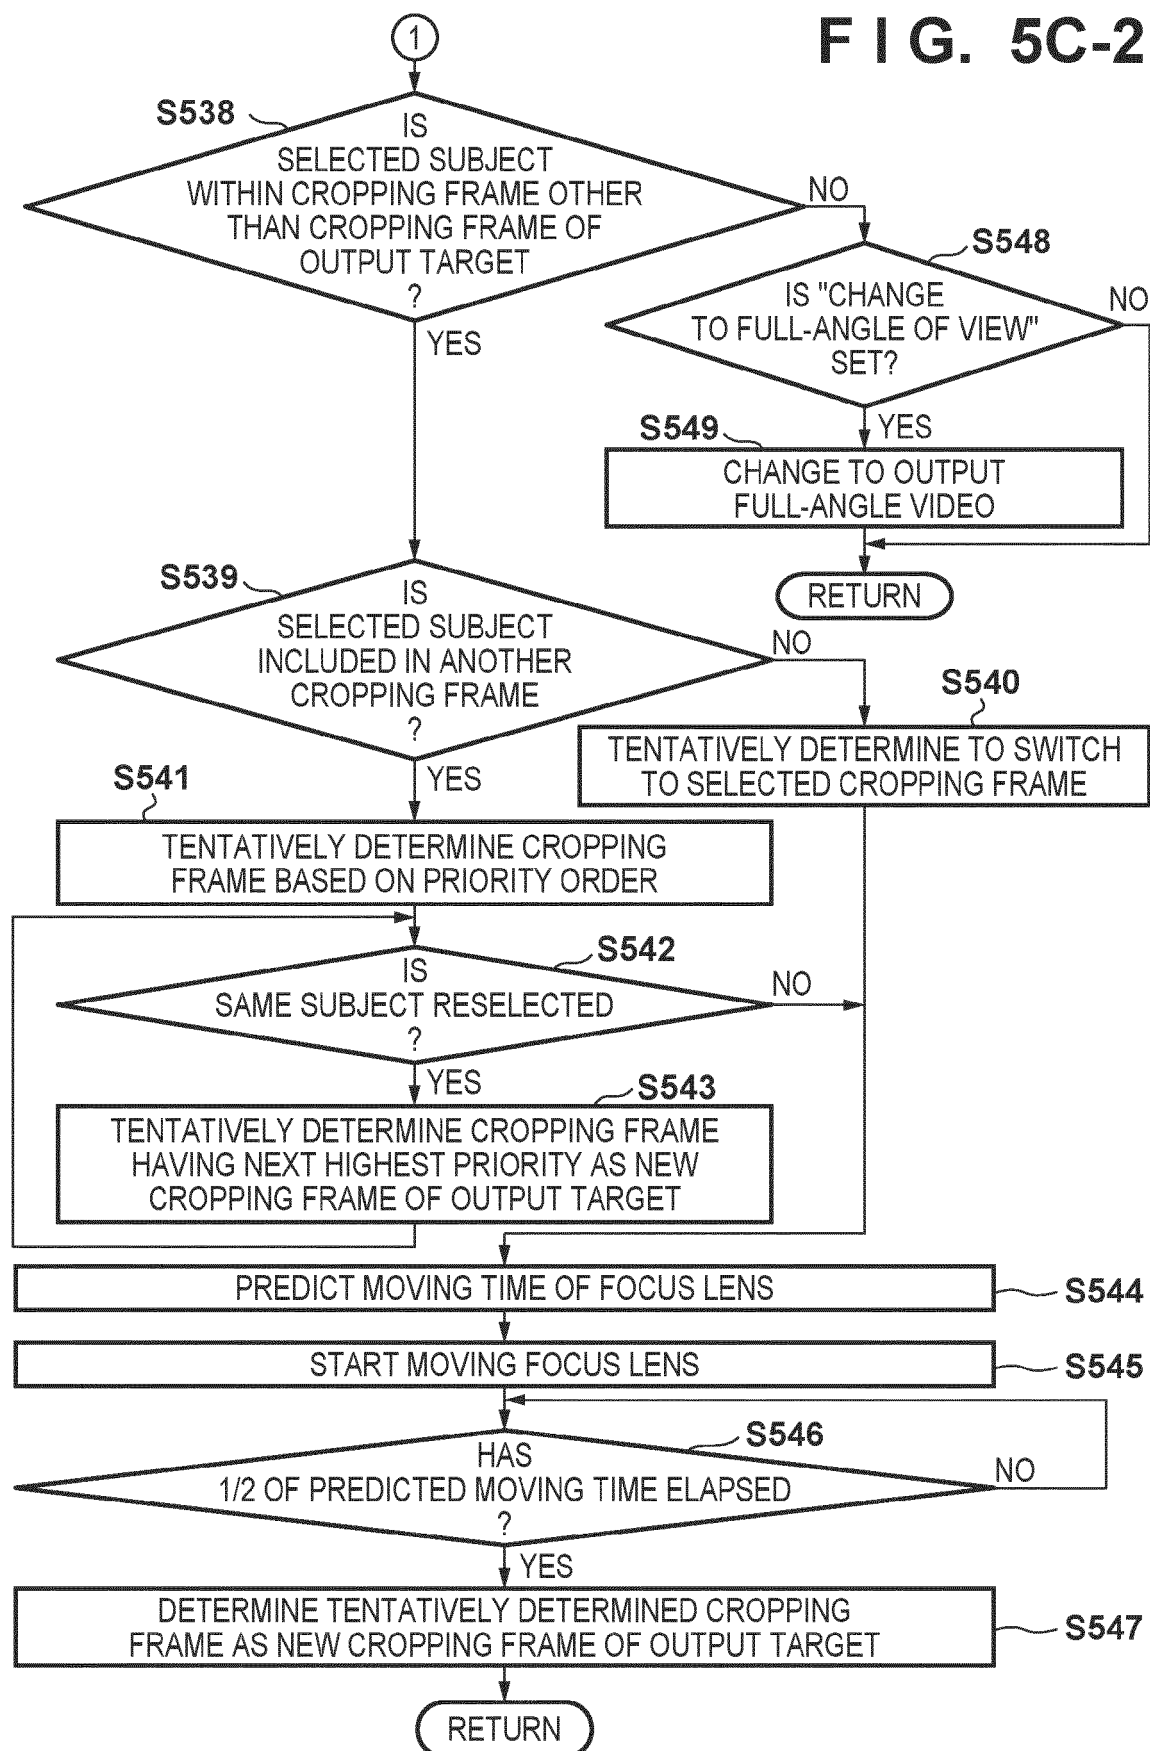 FIG. 5C-2
1
S538
IS
SELECTED SUBJECT
WITHIN CROPPING FRAME OTHER
THAN CROPPING FRAME OF
OUTPUT TARGET
?
NO
YES
S548
IS "CHANGE
TO FULL-ANGLE OF VIEW"
SET?
NO
YES
S549
CHANGE TO OUTPUT
FULL-ANGLE VIDEO
RETURN
S539
IS
SELECTED SUBJECT
INCLUDED IN ANOTHER
CROPPING FRAME
?
NO
YES
S540
TENTATIVELY DETERMINE TO SWITCH
TO SELECTED CROPPING FRAME
S541
TENTATIVELY DETERMINE CROPPING
FRAME BASED ON PRIORITY ORDER
S542
IS
SAME SUBJECT RESELECTED
?
NO
YES
S543
TENTATIVELY DETERMINE CROPPING FRAME
HAVING NEXT HIGHEST PRIORITY AS NEW
CROPPING FRAME OF OUTPUT TARGET
PREDICT MOVING TIME OF FOCUS LENS
S544
START MOVING FOCUS LENS
S545
S546
HAS
1/2 OF PREDICTED MOVING TIME ELAPSED
?
NO
YES
DETERMINE TENTATIVELY DETERMINED CROPPING
FRAME AS NEW CROPPING FRAME OF OUTPUT TARGET
S547
RETURN